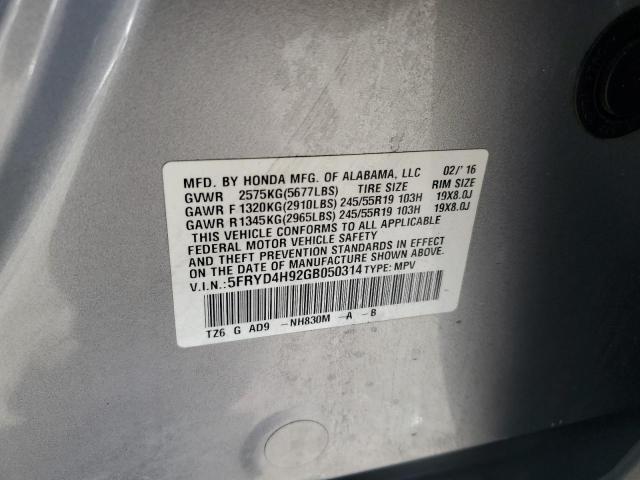 MFD. BY HONDA MFG. OF ALABAMA, LLC 02/'16
GVWR 2575KG(5677LBS) TIRE SIZE RIM SIZE
GAWR F 1320KG(2910LBS) 245/55R19 103H 19X8.0J
GAWR R1345KG(2965LBS) 245/55R19 103H 19X8.0J
THIS VEHICLE CONFORMS TO ALL APPLICABLE
FEDERAL MOTOR VEHICLE SAFETY
AND THEFT PREVENTION STANDARDS IN EFFECT
ON THE DATE OF MANUFACTURE SHOWN ABOVE.
V.I.N.: 5FRYD4H92GB050314 TYPE: MPV
TZ6 G AD9 -NH830M -A -B